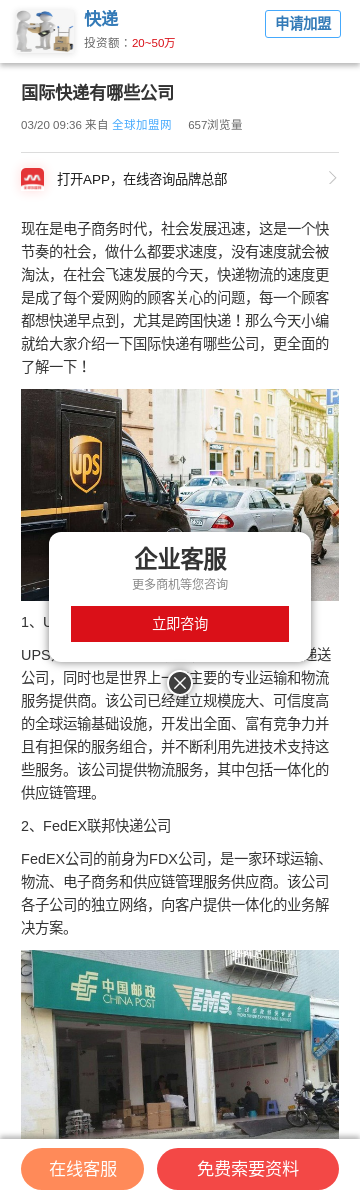 快递
投资额：20~50万
申请加盟
国际快递有哪些公司
03/20 09:36 来自 全球加盟网 657浏览量
打开APP，在线咨询品牌总部
现在是电子商务时代，社会发展迅速，这是一个快
节奏的社会，做什么都要求速度，没有速度就会被
淘汰，在社会飞速发展的今天，快递物流的速度更
是成了每个爱网购的顾客关心的问题，每一个顾客
都想快递早点到，尤其是跨国快递！那么今天小编
就给大家介绍一下国际快递有哪些公司，更全面的
了解一下！
ups
企业客服
更多商机等您咨询
立即咨询
1、U
UPS
递送
公司，同时也是世界上一
主要的专业运输和物流
服务提供商。该公司已经建立规模庞大、可信度高
的全球运输基础设施，开发出全面、富有竞争力并
且有担保的服务组合，并不断利用先进技术支持这
些服务。该公司提供物流服务，其中包括一体化的
供应链管理。
2、FedEX联邦快递公司
FedEX公司的前身为FDX公司，是一家环球运输、
物流、电子商务和供应链管理服务供应商。该公司
各子公司的独立网络，向客户提供一体化的业务解
决方案。
中国邮政
CHINA POST
EMS
在线客服
免费索要资料